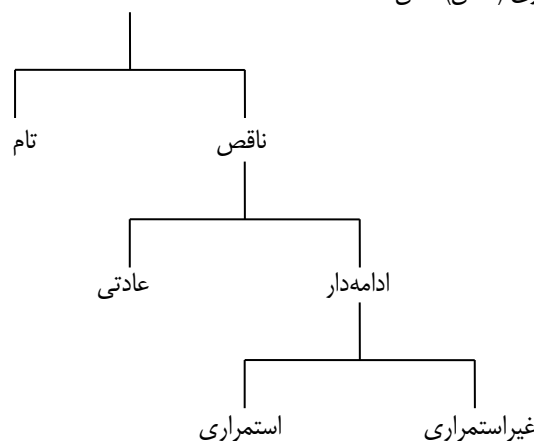 ناقص تام
ادامه‌دار عادتی
غیراستمراری استمراری